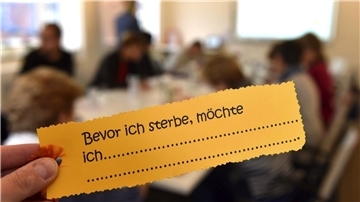 Bevor ich sterbe, möchte
ich.......................................
..............................................